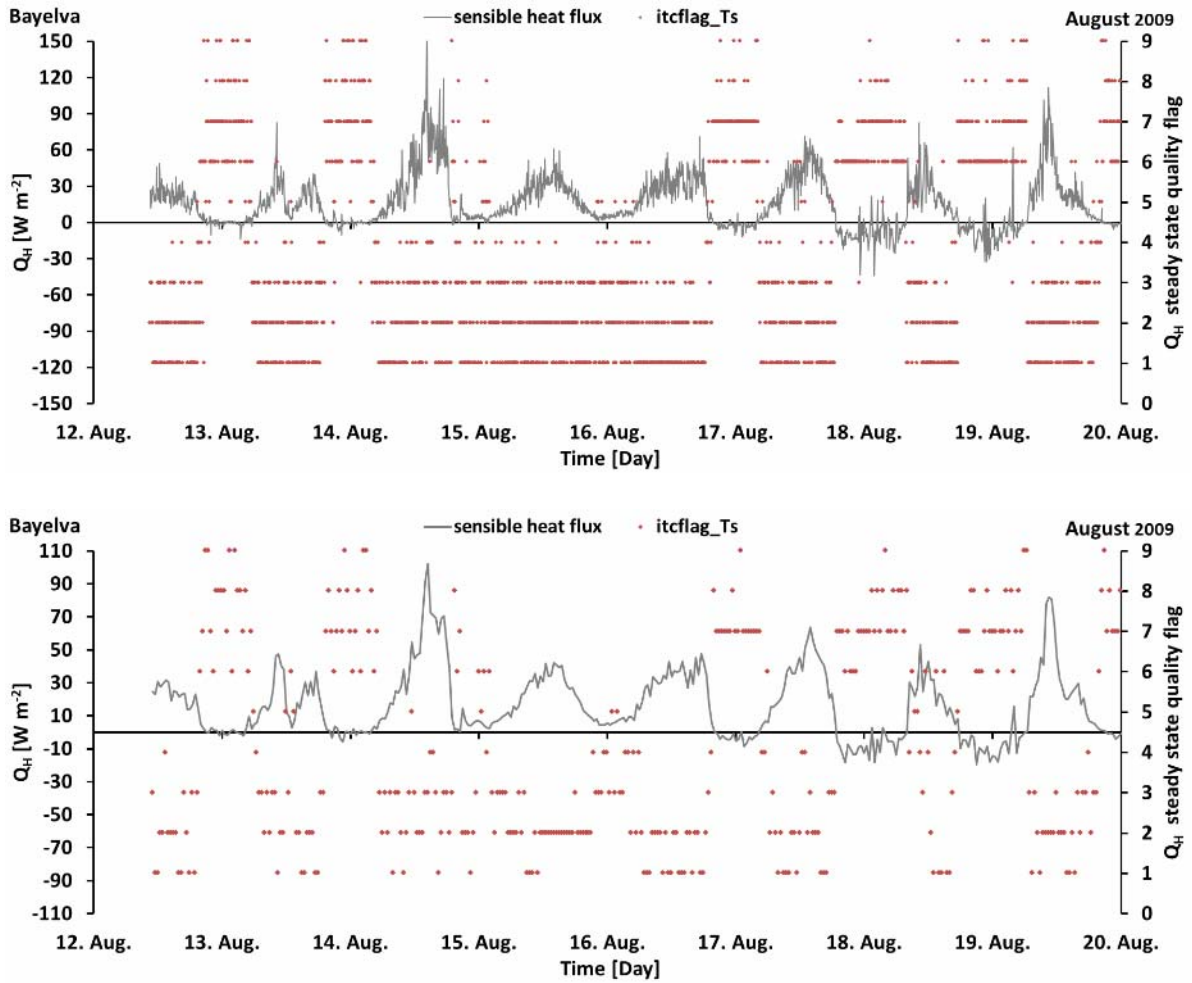 Bayelva
sensible heat flux
itcflag_Ts
August 2009
150
120
90
60
30
0
-30
-60
-90
-120
-150
Q_H [W m⁻²]
9
8
7
6
5
4
3
2
1
0
Q_H steady state quality flag
12. Aug. 13. Aug. 14. Aug. 15. Aug. 16. Aug. 17. Aug. 18. Aug. 19. Aug. 20. Aug.
Time [Day]
Bayelva
sensible heat flux
itcflag_Ts
August 2009
110
90
70
50
30
10
-10
-30
-50
-70
-90
-110
Q_H [W m⁻²]
9
8
7
6
5
4
3
2
1
0
Q_H steady state quality flag
12. Aug. 13. Aug. 14. Aug. 15. Aug. 16. Aug. 17. Aug. 18. Aug. 19. Aug. 20. Aug.
Time [Day]